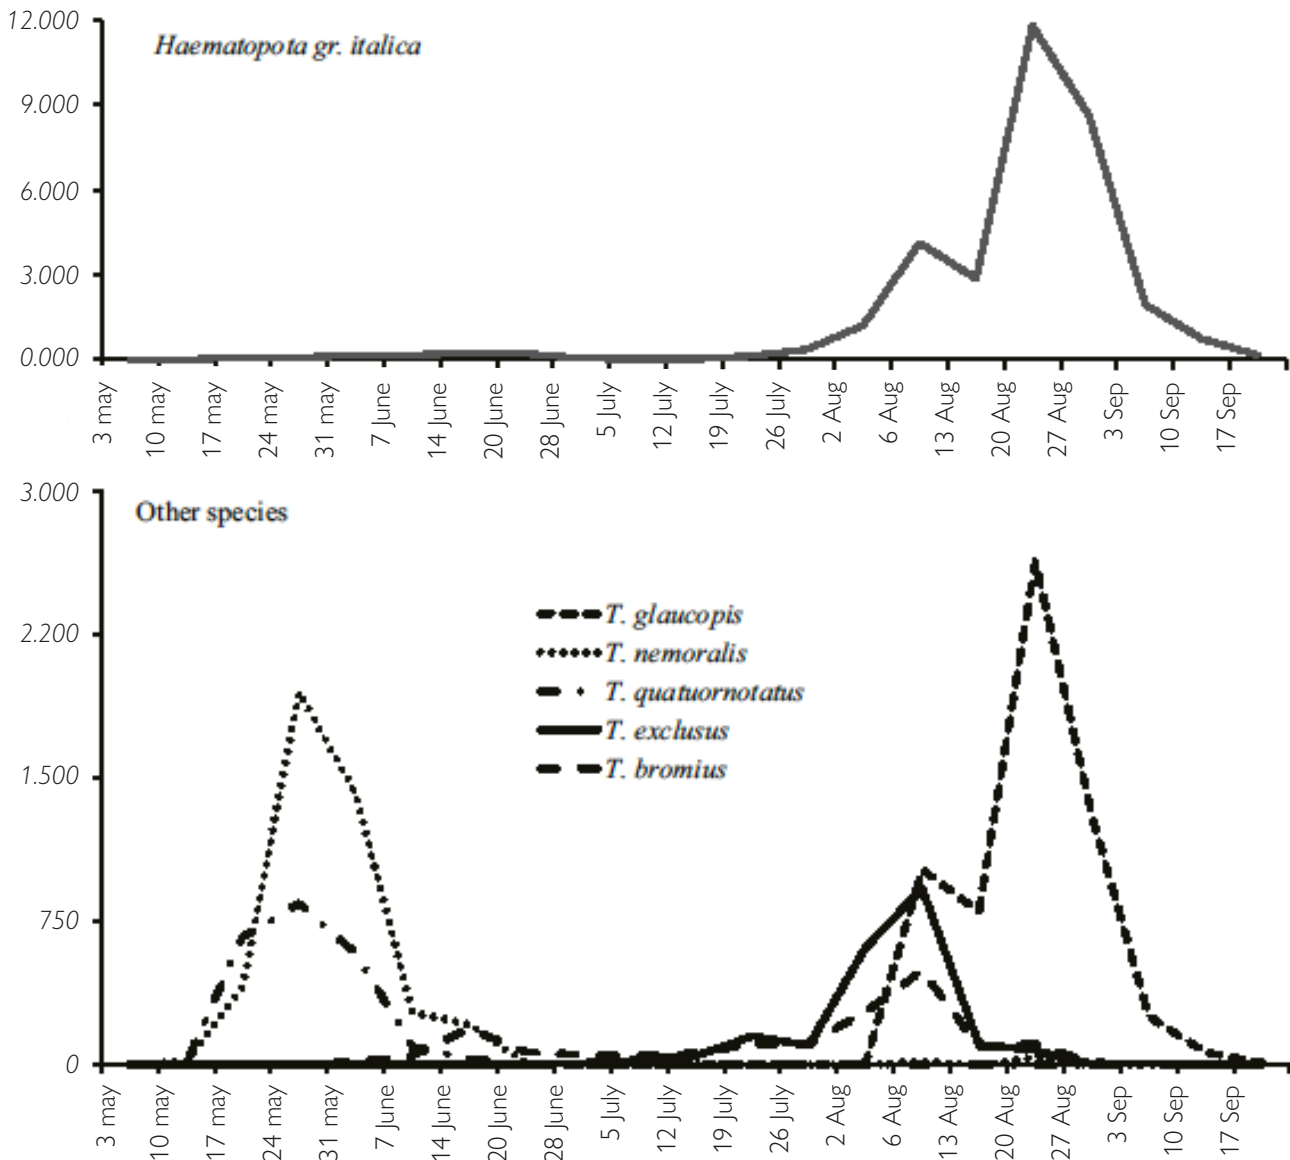 12.000
Haematopota gr. italica
9.000
6.000
3.000
0.000
3 may
10 may
17 may
24 may
31 may
7 June
14 June
20 June
28 June
5 July
12 July
19 July
26 July
2 Aug
6 Aug
13 Aug
20 Aug
27 Aug
3 Sep
10 Sep
17 Sep
3.000
Other species
2.200
1.500
750
0
T. glaucopis
T. nemoralis
T. quatuornotatus
T. exclusus
T. bromius
3 may
10 may
17 may
24 may
31 may
7 June
14 June
20 June
28 June
5 July
12 July
19 July
26 July
2 Aug
6 Aug
13 Aug
20 Aug
27 Aug
3 Sep
10 Sep
17 Sep